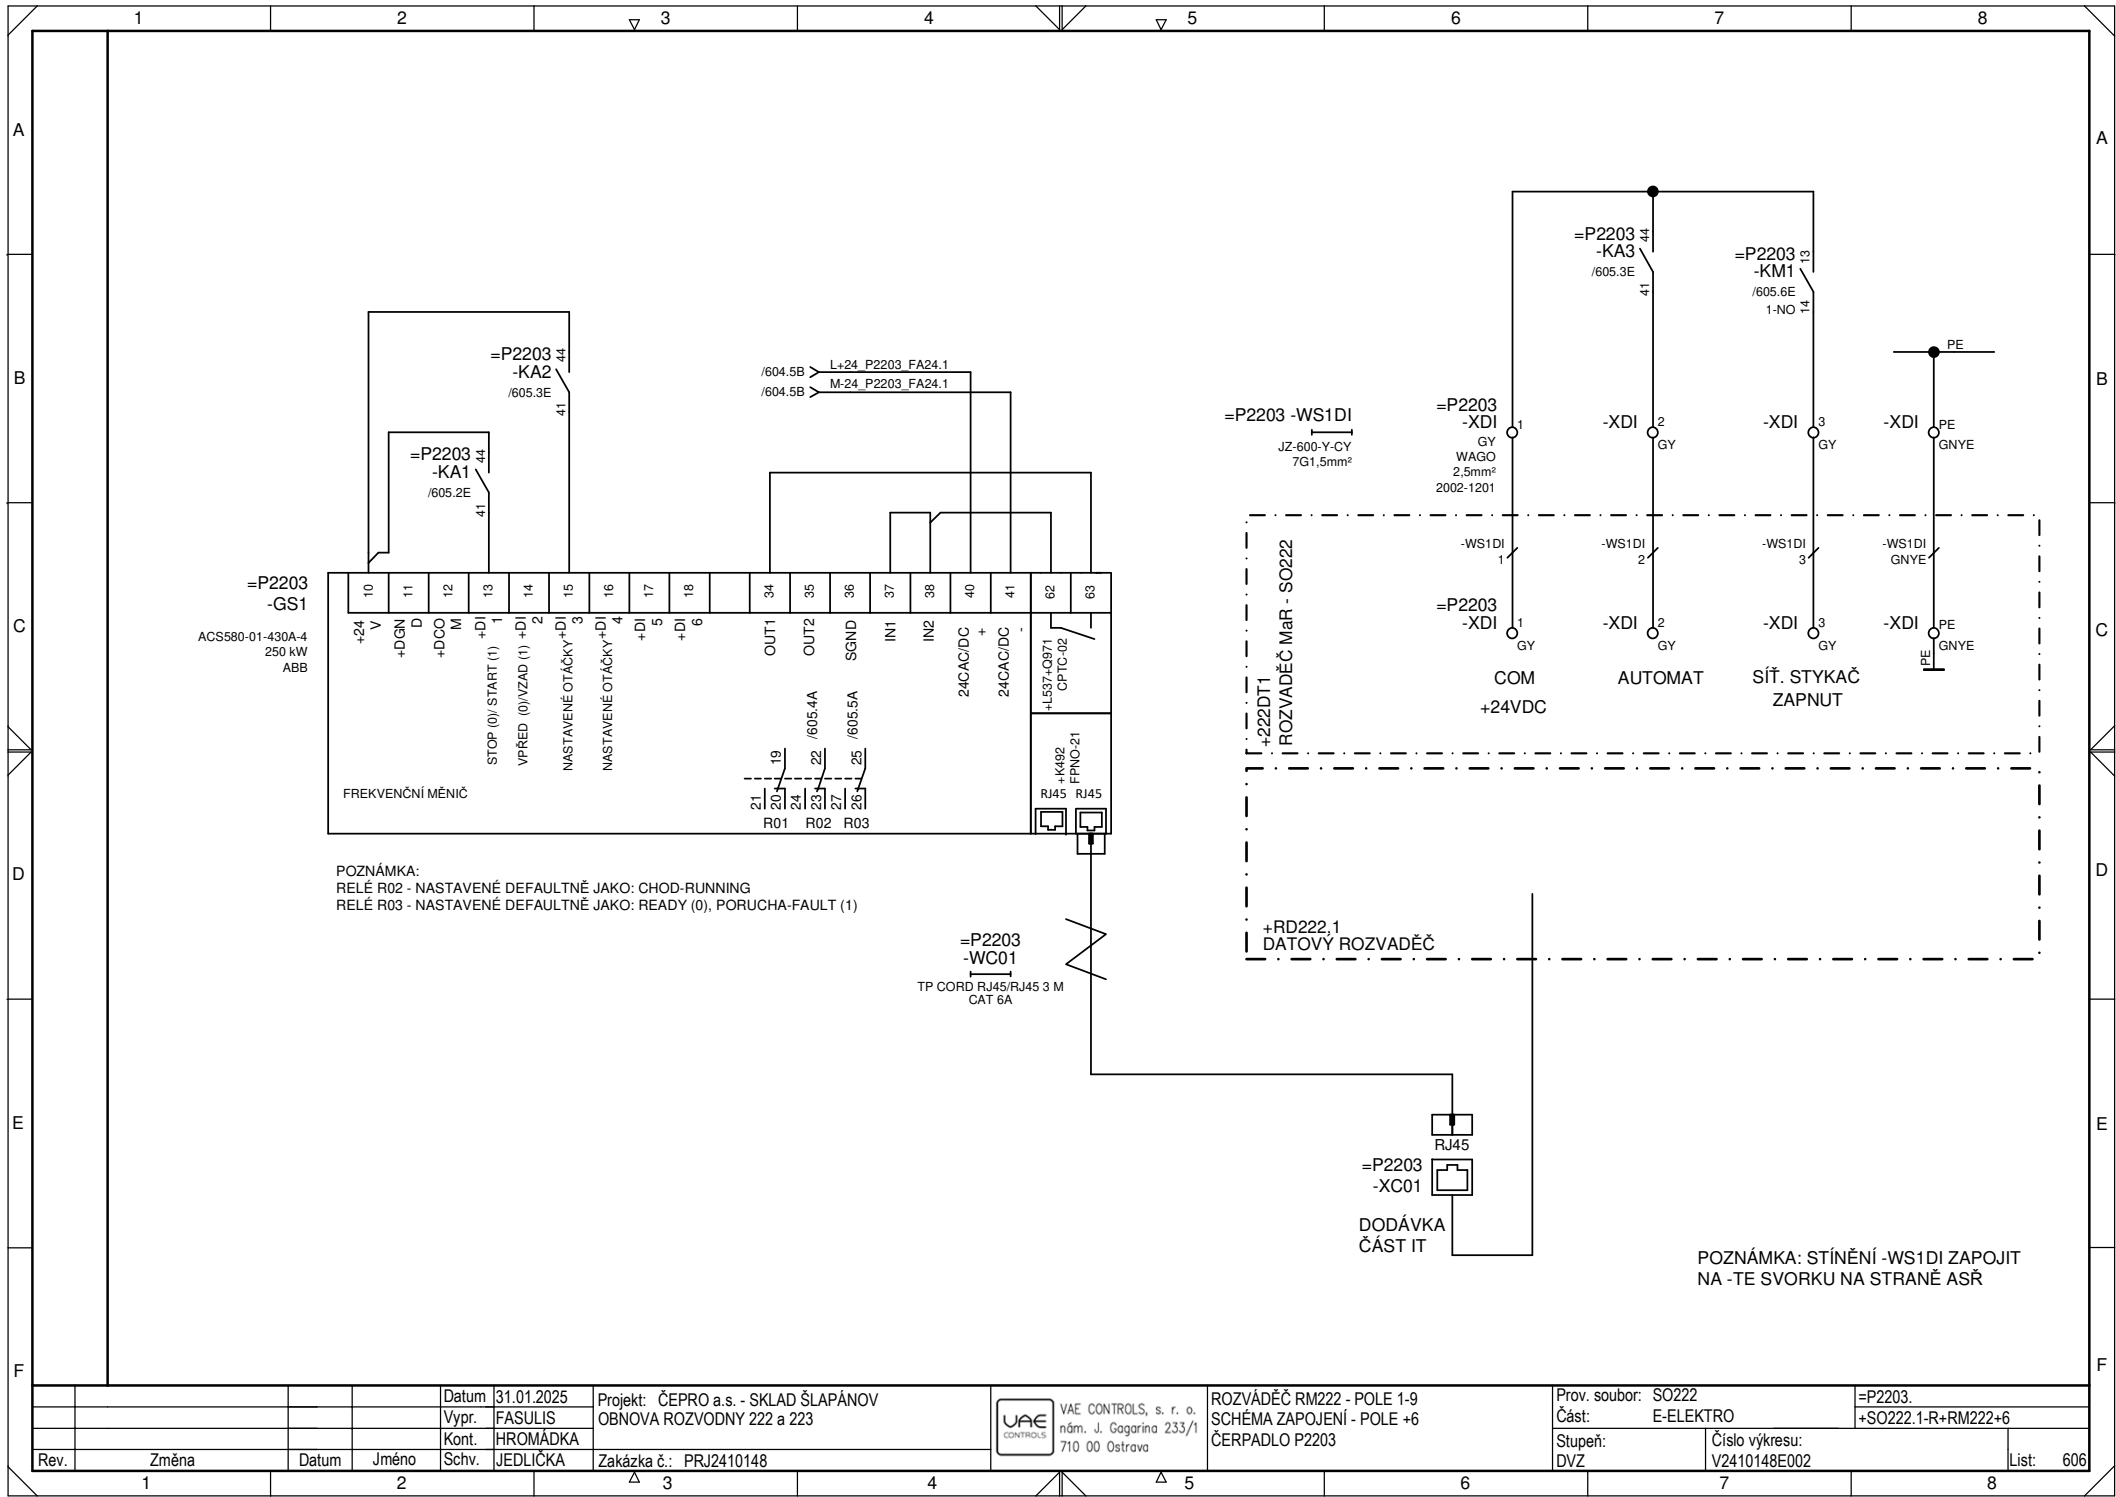 1 2 3 4 5 6 7 8
A A
B B
C C
D D
E E
F F
=P2203
-KA3
/605.3E
44
41
=P2203
-KM1
/605.6E
1-NO
13
14
PE
=P2203
-KA2
/605.3E
44
41
=P2203
-KA1
/605.2E
44
41
/604.5B L+24_P2203_FA24.1
/604.5B M-24_P2203_FA24.1
=P2203 -WS1DI
JZ-600-Y-CY
7G1,5mm²
=P2203
-XDI 1
GY
WAGO
2,5mm²
2002-1201
-XDI 2
GY
-XDI 3
GY
-XDI PE
GNYE
-WS1DI
1
-WS1DI
2
-WS1DI
3
-WS1DI
GNYE
=P2203
-XDI 1
GY
-XDI 2
GY
-XDI 3
GY
-XDI PE
GNYE
PE
COM
+24VDC
AUTOMAT
SÍŤ. STYKAČ
ZAPNUT
+222DT1
ROZVADĚČ MaR - SO222
=P2203
-GS1
ACS580-01-430A-4
250 kW
ABB
10 11 12 13 14 15 16 17 18 34 35 36 37 38 40 41 62 63
+24
V
+DGN
D
+DCO
M
+DI
1
STOP (0)/ START (1)
+DI
2
VPŘED (0)/VZAD (1)
+DI
3
NASTAVENÉ OTÁČKY
+DI
4
NASTAVENÉ OTÁČKY
+DI
5
+DI
6
OUT1
OUT2
SGND
IN1
IN2
24CAC/DC
+
24CAC/DC
-
+L537+Q971
CPTC-02
/605.4A
/605.5A
19 22 25
21 20 24 23 27 26
R01 R02 R03
+K492
FPNO-21
RJ45 RJ45
FREKVENČNÍ MĚNIČ
POZNÁMKA:
RELÉ R02 - NASTAVENÉ DEFAULTNĚ JAKO: CHOD-RUNNING
RELÉ R03 - NASTAVENÉ DEFAULTNĚ JAKO: READY (0), PORUCHA-FAULT (1)
=P2203
-WC01
TP CORD RJ45/RJ45 3 M
CAT 6A
+RD222,1
DATOVÝ ROZVADĚČ
RJ45
=P2203
-XC01
DODÁVKA
ČÁST IT
POZNÁMKA: STÍNĚNÍ -WS1DI ZAPOJIT
NA -TE SVORKU NA STRANĚ ASŘ
Rev. Změna Datum Jméno
Datum 31.01.2025
Vypr. FASULIS
Kont. HROMÁDKA
Schv. JEDLIČKA
Projekt: ČEPRO a.s. - SKLAD ŠLAPÁNOV
OBNOVA ROZVODNY 222 a 223
Zakázka č.: PRJ2410148
VAE
CONTROLS
VAE CONTROLS, s. r. o.
nám. J. Gagarina 233/1
710 00 Ostrava
ROZVÁDĚČ RM222 - POLE 1-9
SCHÉMA ZAPOJENÍ - POLE +6
ČERPADLO P2203
Prov. soubor: SO222
Část: E-ELEKTRO
=P2203.
+SO222.1-R+RM222+6
Stupeň:
DVZ
Číslo výkresu:
V2410148E002
List: 606
1 2 3 4 5 6 7 8